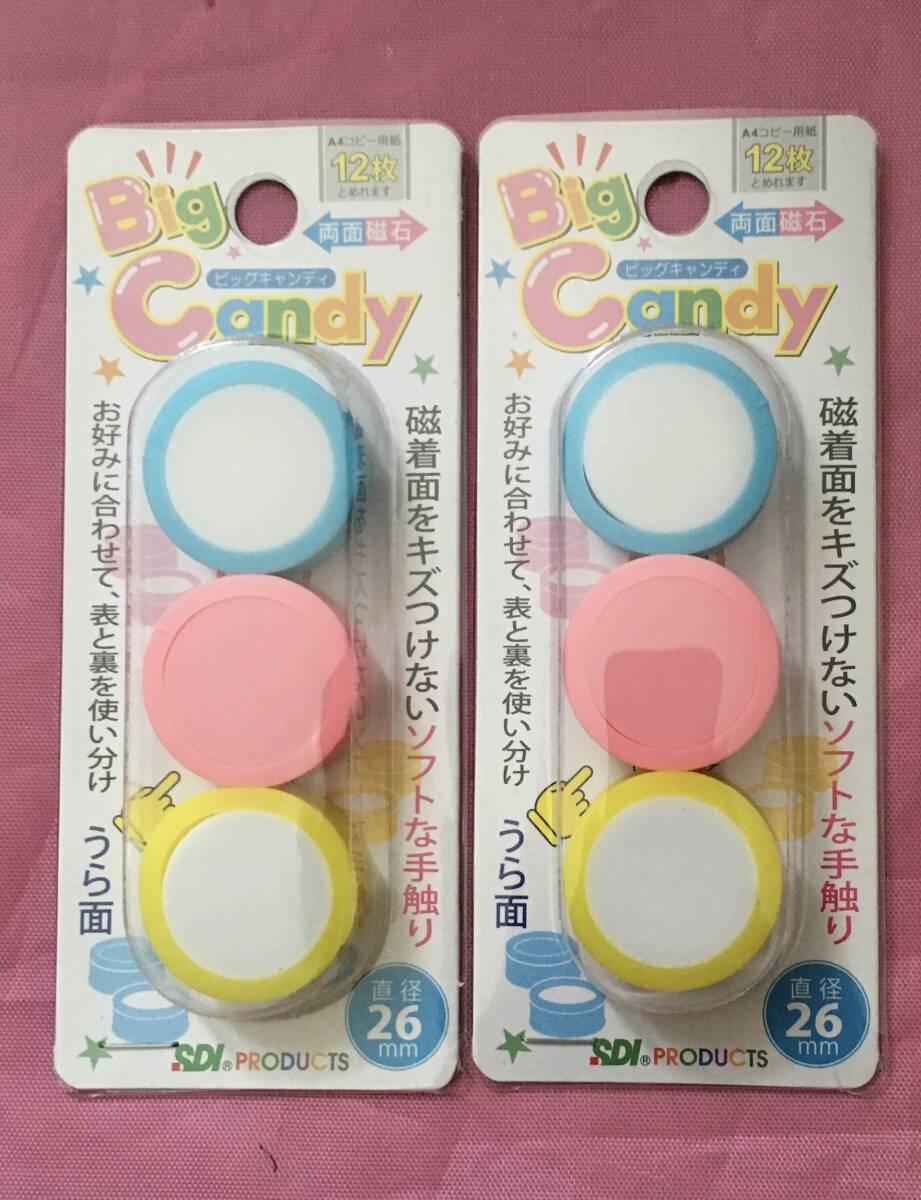 A4コピー用紙
12枚
とめれます
両面磁石
Big
ビッグキャンディ
Candy
磁着面をキズつけないソフトな手触り
お好みに合わせて、表と裏を使い分け
うら面
直径
26
mm
SDI® PRODUCTS
A4コピー用紙
12枚
とめれます
両面磁石
Big
ビッグキャンディ
Candy
磁着面をキズつけないソフトな手触り
お好みに合わせて、表と裏を使い分け
うら面
直径
26
mm
SDI® PRODUCTS